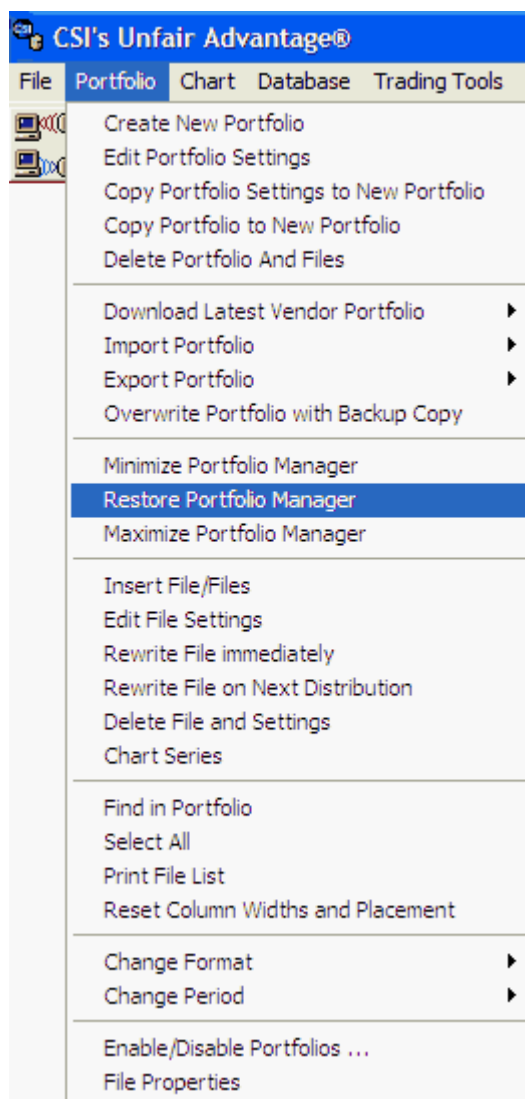 CSI's Unfair Advantage®
File Portfolio Chart Database Trading Tools
Create New Portfolio
Edit Portfolio Settings
Copy Portfolio Settings to New Portfolio
Copy Portfolio to New Portfolio
Delete Portfolio And Files
Download Latest Vendor Portfolio
Import Portfolio
Export Portfolio
Overwrite Portfolio with Backup Copy
Minimize Portfolio Manager
Restore Portfolio Manager
Maximize Portfolio Manager
Insert File/Files
Edit File Settings
Rewrite File immediately
Rewrite File on Next Distribution
Delete File and Settings
Chart Series
Find in Portfolio
Select All
Print File List
Reset Column Widths and Placement
Change Format
Change Period
Enable/Disable Portfolios ...
File Properties